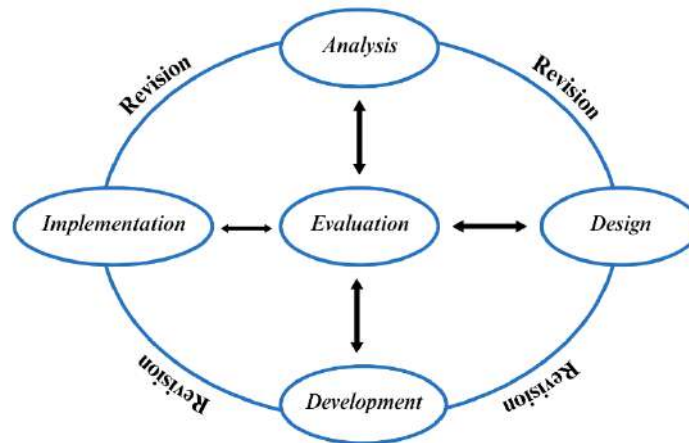 Analysis
Revision
Revision
Implementation
Evaluation
Design
Revision
Revision
Development